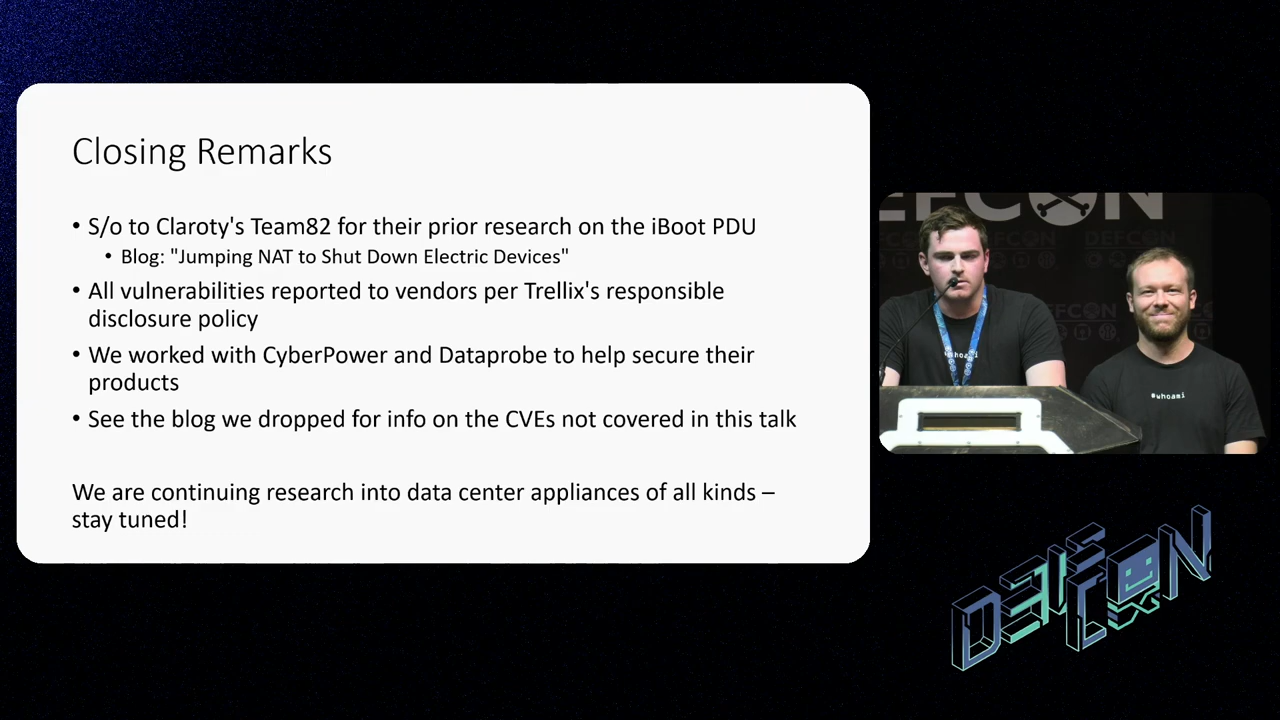 Closing Remarks
• S/o to Claroty's Team82 for their prior research on the iBoot PDU
• Blog: "Jumping NAT to Shut Down Electric Devices"
• All vulnerabilities reported to vendors per Trellix's responsible
disclosure policy
• We worked with CyberPower and Dataprobe to help secure their
products
• See the blog we dropped for info on the CVEs not covered in this talk
We are continuing research into data center appliances of all kinds –
stay tuned!
EFCON
DEFCON
#whoami
DEFCON